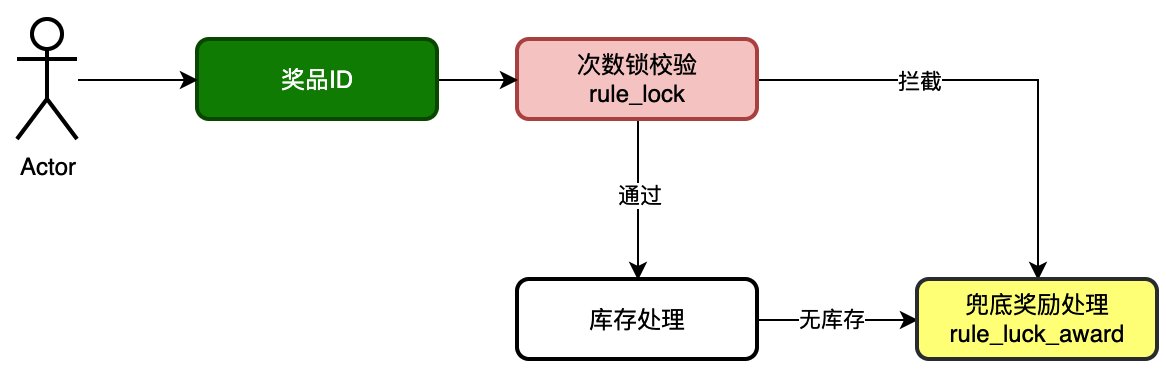 奖品ID
次数锁校验
rule_lock
拦截
Actor
通过
库存处理
无库存
兜底奖励处理
rule_luck_award